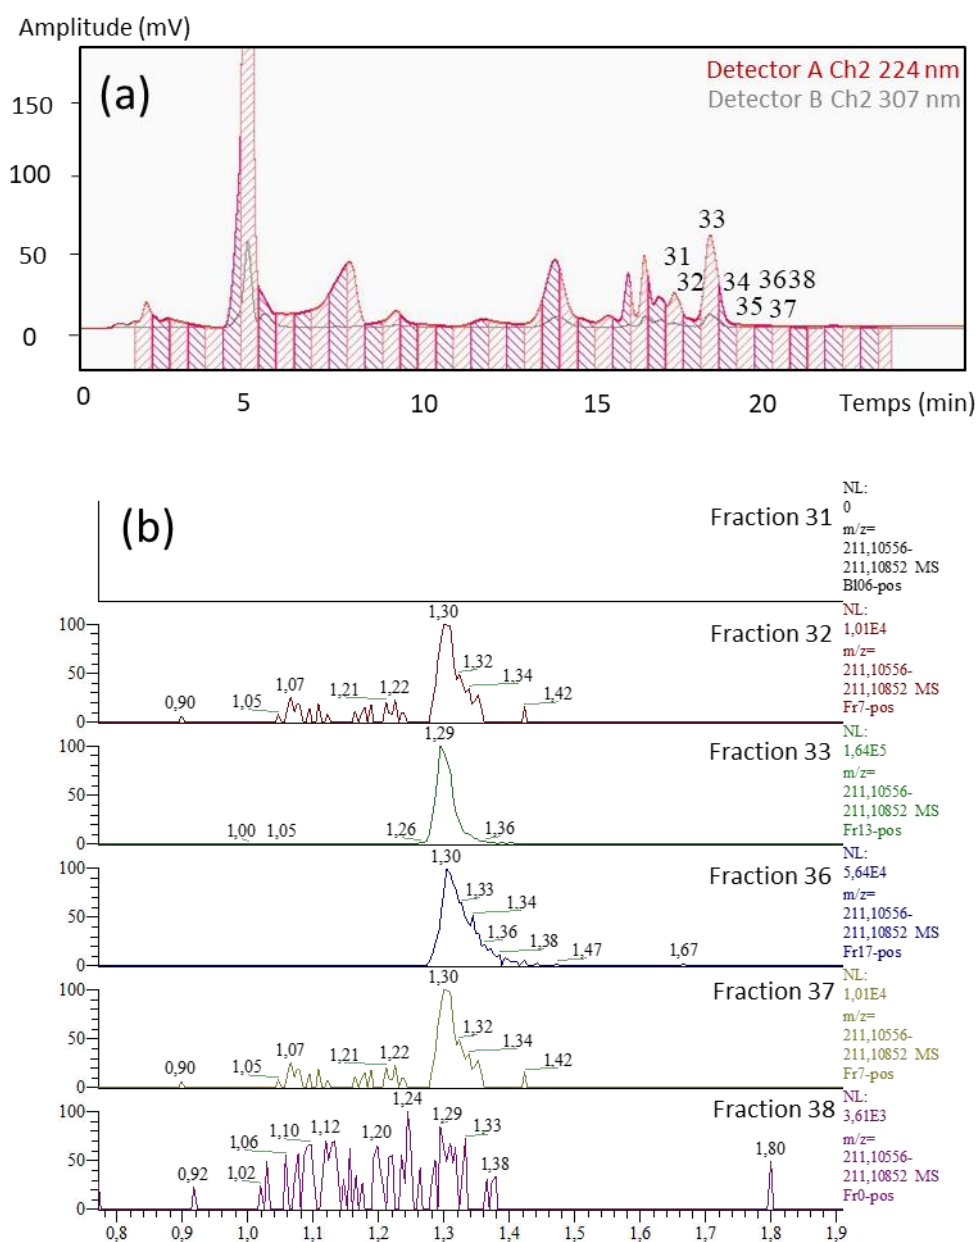 Amplitude (mV)
(a)
Detector A Ch2 224 nm
Detector B Ch2 307 nm
150
100
50
0
33
31
32
34
36 38
35
37
0
5
10
15
20
Temps (min)
(b)
Fraction 31
NL:
0
m/z=
211,10556-
211,10852 MS
Bl06-pos
Fraction 32
100
50
0
0,90
1,05
1,07
1,21
1,22
1,30
1,32
1,34
1,42
NL:
1,01E4
m/z=
211,10556-
211,10852 MS
Fr7-pos
Fraction 33
100
50
0
1,00
1,05
1,26
1,29
1,36
NL:
1,64E5
m/z=
211,10556-
211,10852 MS
Fr13-pos
Fraction 36
100
50
0
1,30
1,33
1,34
1,36
1,38
1,47
1,67
NL:
5,64E4
m/z=
211,10556-
211,10852 MS
Fr17-pos
Fraction 37
100
50
0
0,90
1,05
1,07
1,21
1,22
1,30
1,32
1,34
1,42
NL:
1,01E4
m/z=
211,10556-
211,10852 MS
Fr7-pos
Fraction 38
100
50
0
0,92
1,02
1,06
1,10
1,12
1,20
1,24
1,29
1,33
1,38
1,80
NL:
3,61E3
m/z=
211,10556-
211,10852 MS
Fr0-pos
0,8 0,9 1,0 1,1 1,2 1,3 1,4 1,5 1,6 1,7 1,8 1,9